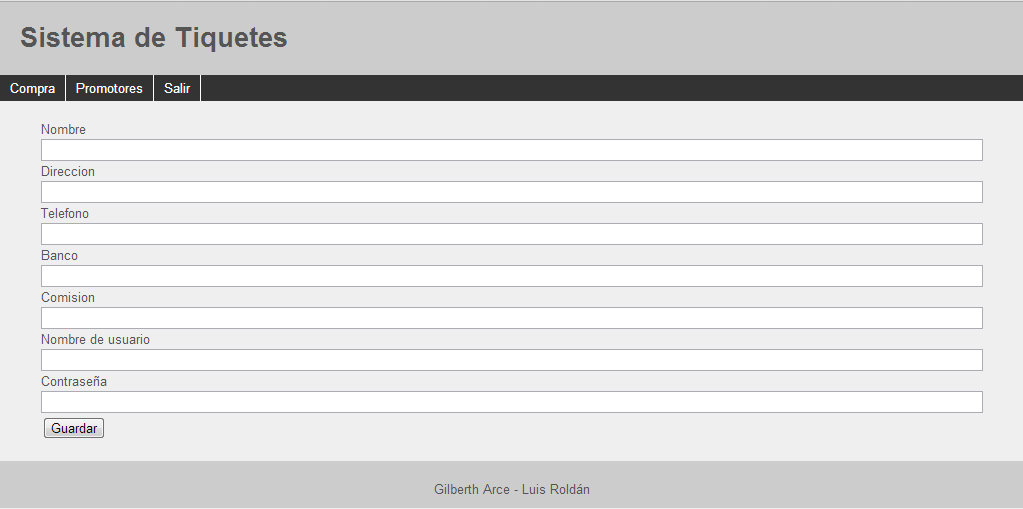 Sistema de Tiquetes
Compra Promotores Salir
Nombre
Direccion
Telefono
Banco
Comision
Nombre de usuario
Contraseña
Guardar
Gilberth Arce - Luis Roldán